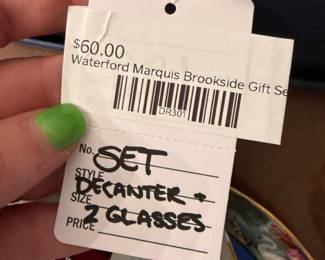 $60.00
Waterford Marquis Brookside Gift Se
DR301
No. SET
STYLE
DECANTER +
SIZE
2 GLASSES
PRICE